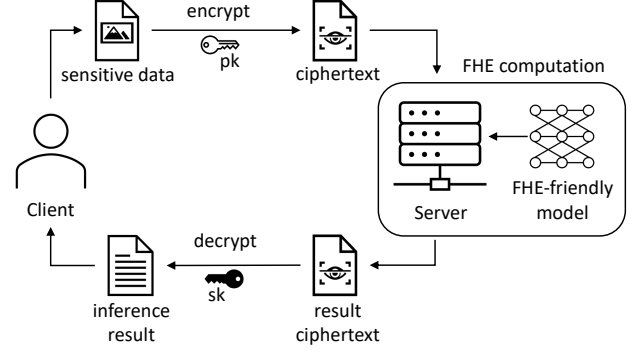 encrypt
pk
sensitive data
ciphertext
FHE computation
Client
Server
FHE-friendly
model
decrypt
sk
inference
result
result
ciphertext